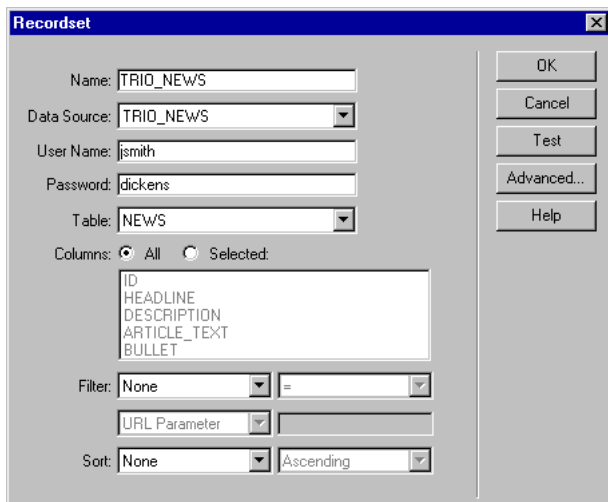 Recordset
Name: TRIO_NEWS
Data Source: TRIO_NEWS
User Name: jsmith
Password: dickens
Table: NEWS
Columns: All Selected:
ID
HEADLINE
DESCRIPTION
ARTICLE_TEXT
BULLET
Filter: None =
URL Parameter
Sort: None Ascending
OK
Cancel
Test
Advanced...
Help